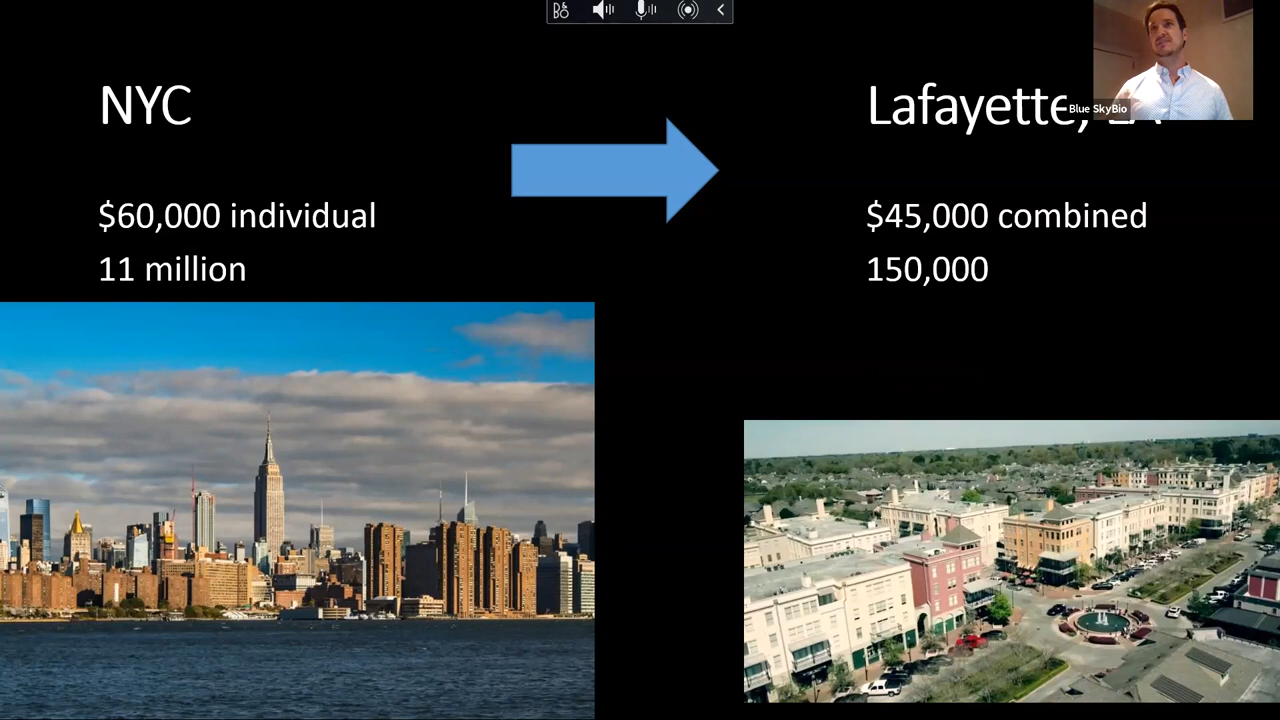 NYC
Lafayette,
Blue SkyBio
$60,000 individual
$45,000 combined
11 million
150,000